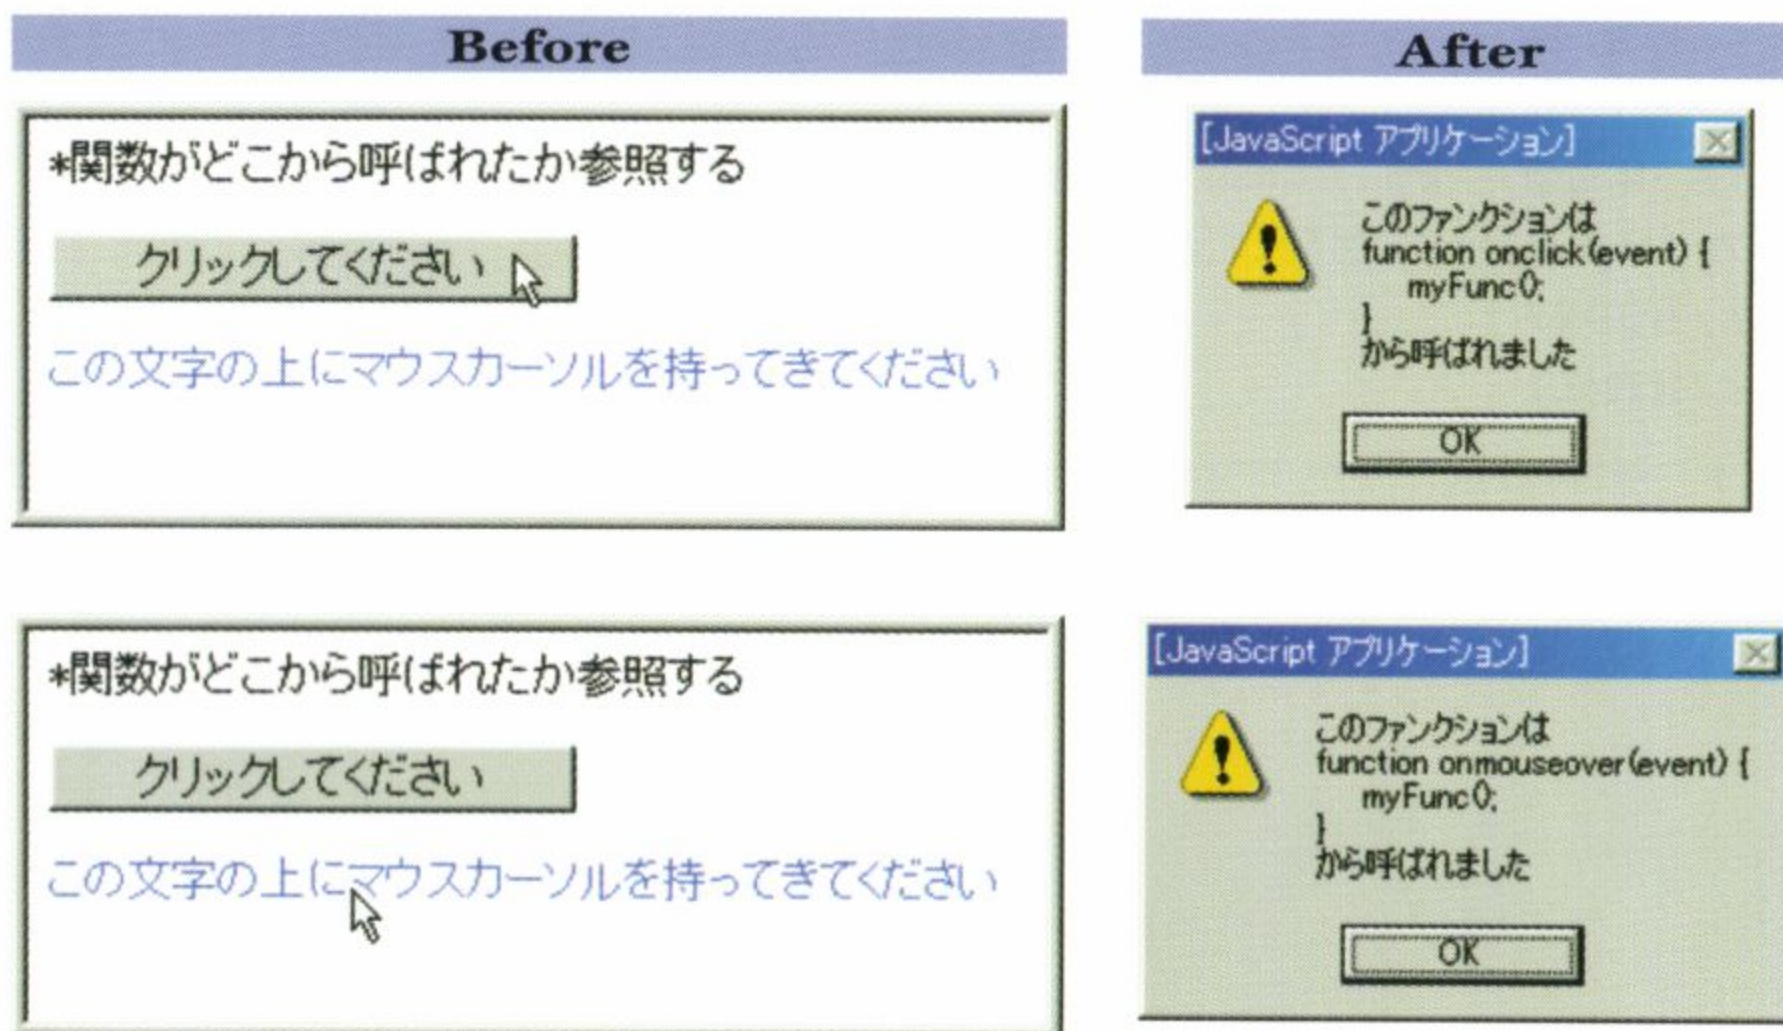 Before
After
*関数がどこから呼ばれたか参照する
クリックしてください
この文字の上にマウスカーソルを持ってきてください
[JavaScript アプリケーション]
このファンクションは
function onclick(event) {
myFunc();
}
から呼ばれました
OK
*関数がどこから呼ばれたか参照する
クリックしてください
この文字の上にマウスカーソルを持ってきてください
[JavaScript アプリケーション]
このファンクションは
function onmouseover(event) {
myFunc();
}
から呼ばれました
OK